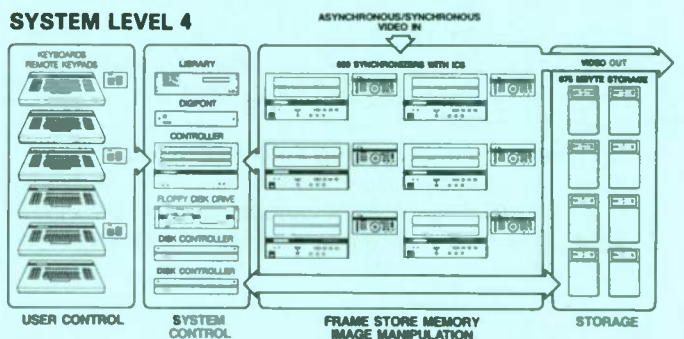 SYSTEM LEVEL 4
ASYNCHRONOUS/SYNCHRONOUS
VIDEO IN
KEYBOARDS
REMOTE KEYPADS
LIBRARY
DIGIFONT
CONTROLLER
FLOPPY DISK DRIVE
DISK CONTROLLER
DISK CONTROLLER
SYNCHRONIZERS WITH ICS
VIDEO OUT
675 MBYTE STORAGE
USER CONTROL
SYSTEM
CONTROL
FRAME STORE MEMORY
IMAGE MANIPULATION
STORAGE